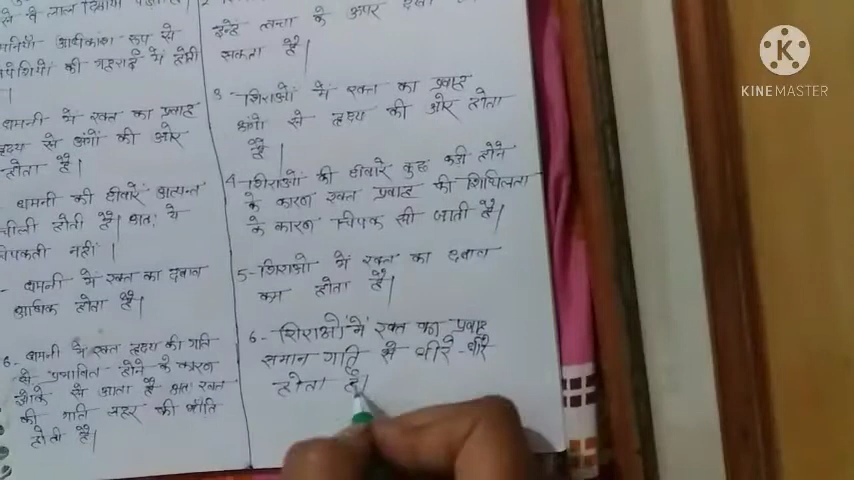 से ये लाल दिखायी
अधिकांश रूप से
पेशियों की गहराई में होती
।
धमनी में रक्त का प्रवाह
हृदय से अंगों की ओर
होता है।
धमनी की दीवारें अत्यन्त
लचीली होती हैं। अतः ये
चिपकती नहीं।
- धमनी में रक्त का दबाव
अधिक होता है।
6. धमनी में रक्त हृदय की गति
से प्रभावित होने के कारण
झटके से आता है अतः रक्त
की गति लहर की भाँति
होती है।
इन्हे त्वचा के ऊपर
सकता है।
3- शिराओं में रक्त का प्रवाह
अंगो से हृदय की ओर होता
है।
4- शिराओं की दीवारे कुछ कड़ी होने
के कारण रक्त प्रवाह की शिथिलता
के कारण चिपक सी जाती है।
5- शिराओं में रक्त का दबाव
कम होता है।
6- शिराओं में रक्त का प्रवाह
समान गति से धीरे-धीरे
होता है।
KINEMASTER